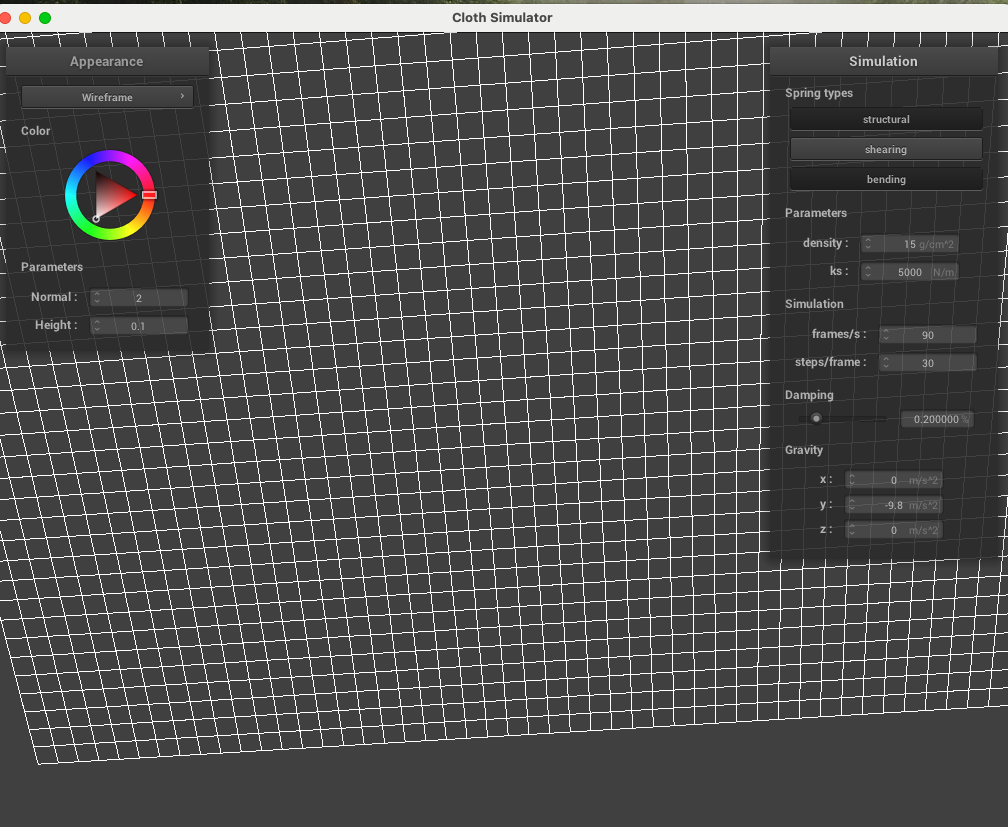 Cloth Simulator
Appearance
Wireframe
Color
Parameters
Normal : 2
Height : 0.1
Simulation
Spring types
structural
shearing
bending
Parameters
density : 15 g/cm^2
ks : 5000 N/m
Simulation
frames/s : 90
steps/frame : 30
Damping
0.200000 %
Gravity
x : 0 m/s^2
y : -9.8 m/s^2
z : 0 m/s^2